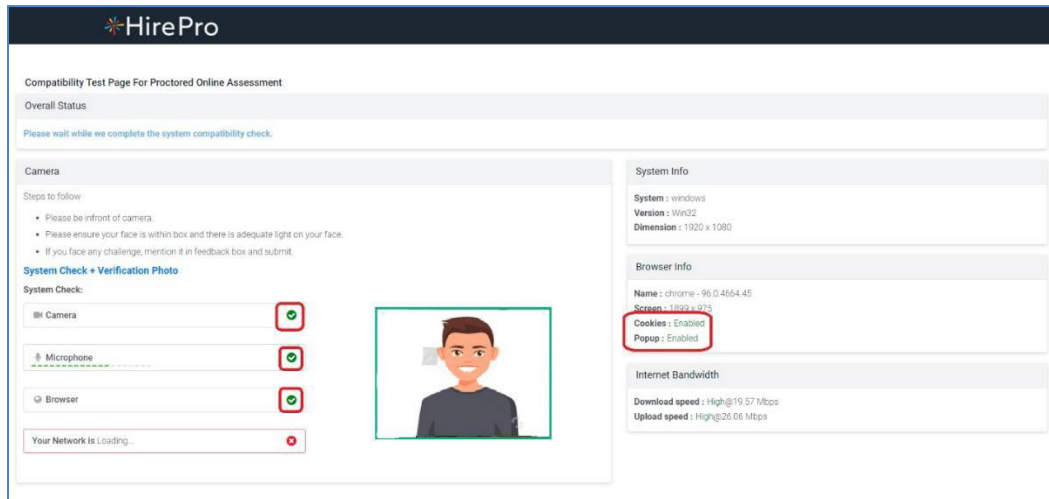 HirePro
Compatibility Test Page For Proctored Online Assessment
Overall Status
Please wait while we complete the system compatibility check.
Camera
Steps to follow
Please be infront of camera.
Please ensure your face is within box and there is adequate light on your face.
If you face any challenge, mention it in feedback box and submit.
System Check + Verification Photo
System Check:
Camera
Microphone
Browser
Your Network Is Loading...
System Info
System : windows
Version : Win32
Dimension : 1920 x 1080
Browser Info
Name : chrome - 96.0.4664.45
Screen : 1899 x 975
Cookies : Enabled
Popup : Enabled
Internet Bandwidth
Download speed : High@19.57 Mbps
Upload speed : High@26.06 Mbps